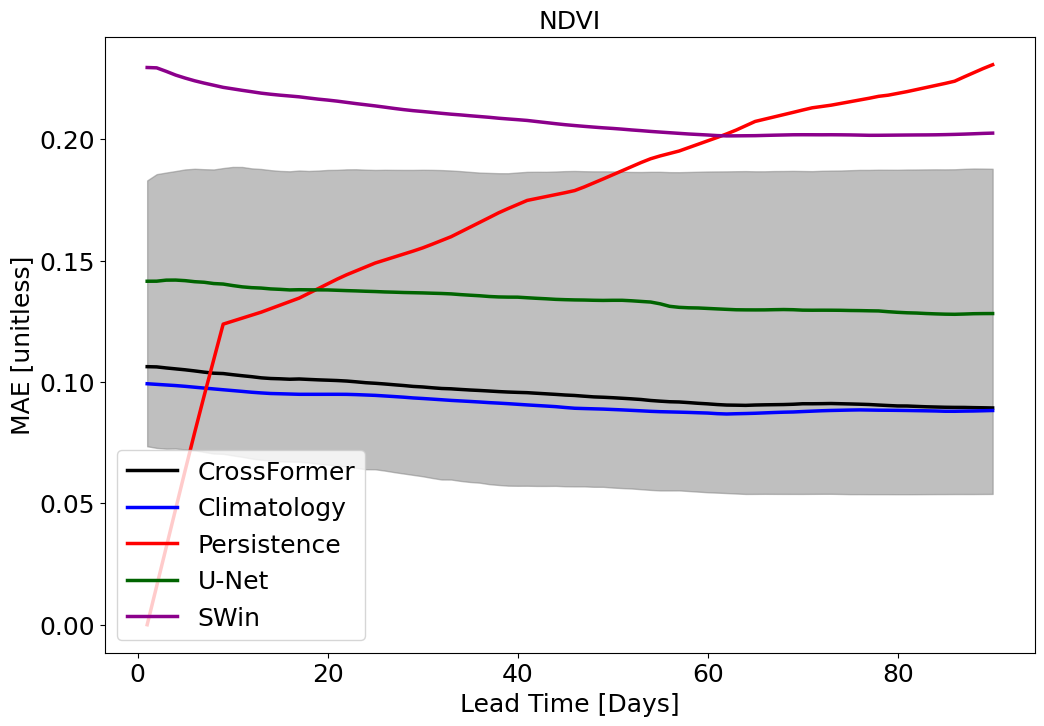 NDVI
MAE [unitless]
0.20
0.15
0.10
0.05
0.00
CrossFormer
Climatology
Persistence
U-Net
SWin
0
20
40
60
80
Lead Time [Days]